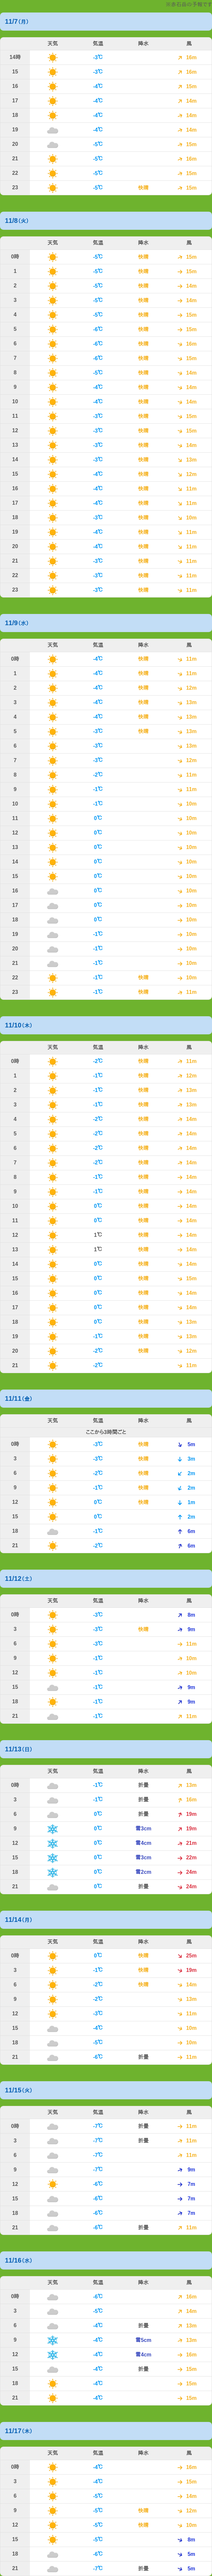 11/7(月)
天気 気温 降水 風
14時 -3℃ 16m
15 -3℃ 16m
16 -4℃ 15m
17 -4℃ 14m
18 -4℃ 14m
19 -4℃ 14m
20 -5℃ 15m
21 -5℃ 16m
22 -5℃ 15m
23 -5℃ 快晴 15m
11/8(火)
天気 気温 降水 風
0時 -5℃ 快晴 15m
1 -5℃ 快晴 15m
2 -5℃ 快晴 14m
3 -5℃ 快晴 14m
4 -5℃ 快晴 15m
5 -6℃ 快晴 15m
6 -6℃ 快晴 16m
7 -6℃ 快晴 15m
8 -5℃ 快晴 14m
9 -4℃ 快晴 14m
10 -4℃ 快晴 14m
11 -3℃ 快晴 15m
12 -3℃ 快晴 15m
13 -3℃ 快晴 14m
14 -3℃ 快晴 13m
15 -4℃ 快晴 12m
16 -4℃ 快晴 11m
17 -4℃ 快晴 11m
18 -3℃ 快晴 10m
19 -4℃ 快晴 11m
20 -4℃ 快晴 11m
21 -3℃ 快晴 11m
22 -3℃ 快晴 11m
23 -3℃ 快晴 11m
11/9(水)
天気 気温 降水 風
0時 -4℃ 快晴 11m
1 -4℃ 快晴 11m
2 -4℃ 快晴 12m
3 -4℃ 快晴 13m
4 -4℃ 快晴 13m
5 -3℃ 快晴 13m
6 -3℃ 13m
7 -3℃ 12m
8 -2℃ 11m
9 -1℃ 11m
10 -1℃ 10m
11 0℃ 10m
12 0℃ 10m
13 0℃ 10m
14 0℃ 10m
15 0℃ 10m
16 0℃ 10m
17 0℃ 10m
18 0℃ 10m
19 -1℃ 10m
20 -1℃ 10m
21 -1℃ 10m
22 -1℃ 快晴 10m
23 -1℃ 快晴 11m
11/10(木)
天気 気温 降水 風
0時 -2℃ 快晴 11m
1 -1℃ 快晴 12m
2 -1℃ 快晴 13m
3 -1℃ 快晴 13m
4 -2℃ 快晴 14m
5 -2℃ 快晴 14m
6 -2℃ 快晴 14m
7 -2℃ 快晴 14m
8 -1℃ 快晴 14m
9 -1℃ 快晴 14m
10 0℃ 快晴 14m
11 0℃ 快晴 14m
12 1℃ 快晴 14m
13 1℃ 快晴 14m
14 0℃ 快晴 14m
15 0℃ 快晴 15m
16 0℃ 快晴 14m
17 0℃ 快晴 14m
18 0℃ 快晴 13m
19 -1℃ 快晴 13m
20 -2℃ 快晴 12m
21 -2℃ 快晴 11m
11/11(金)
天気 気温 降水 風
ここから3時間ごと
0時 -3℃ 快晴 5m
3 -3℃ 快晴 3m
6 -2℃ 快晴 2m
9 -1℃ 快晴 2m
12 0℃ 快晴 1m
15 0℃ 2m
18 -1℃ 6m
21 -2℃ 6m
11/12(土)
天気 気温 降水 風
0時 -3℃ 8m
3 -3℃ 快晴 9m
6 -3℃ 11m
9 -1℃ 10m
12 -1℃ 10m
15 -1℃ 9m
18 -1℃ 9m
21 -1℃ 11m
11/13(日)
天気 気温 降水 風
0時 -1℃ 折曇 13m
3 -1℃ 折曇 16m
6 0℃ 折曇 19m
9 0℃ 雪3cm 19m
12 0℃ 雪4cm 21m
15 0℃ 雪3cm 22m
18 0℃ 雪2cm 24m
21 0℃ 折曇 24m
11/14(月)
天気 気温 降水 風
0時 0℃ 快晴 25m
3 -1℃ 快晴 19m
6 -2℃ 快晴 14m
9 -2℃ 13m
12 -3℃ 11m
15 -4℃ 10m
18 -5℃ 10m
21 -6℃ 折曇 11m
11/15(火)
天気 気温 降水 風
0時 -7℃ 折曇 11m
3 -7℃ 折曇 11m
6 -7℃ 11m
9 -7℃ 9m
12 -6℃ 7m
15 -6℃ 7m
18 -6℃ 7m
21 -6℃ 折曇 11m
11/16(水)
天気 気温 降水 風
0時 -6℃ 16m
3 -5℃ 14m
6 -4℃ 折曇 13m
9 -4℃ 雪5cm 13m
12 -4℃ 雪4cm 16m
15 -4℃ 折曇 15m
18 -4℃ 15m
21 -4℃ 15m
11/17(木)
天気 気温 降水 風
0時 -4℃ 16m
3 -4℃ 15m
6 -5℃ 14m
9 -5℃ 快晴 12m
12 -5℃ 快晴 10m
15 -5℃ 8m
18 -6℃ 5m
21 -7℃ 折曇 5m